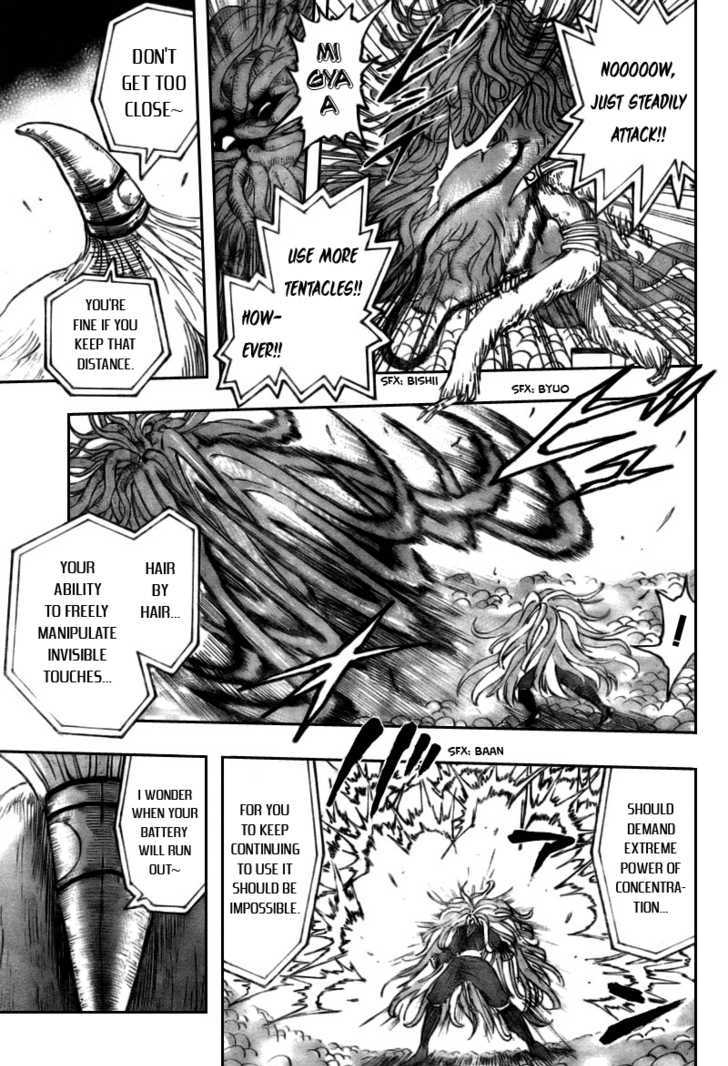 NOOOOOW,
JUST STEADILY
ATTACK!!
MI
GYA
A
USE MORE
TENTACLES!!
HOW-
EVER!!
SFX: BISHII
SFX: BYUO
DON'T
GET TOO
CLOSE~
YOU'RE
FINE IF YOU
KEEP THAT
DISTANCE.
!
HAIR
BY
HAIR...
YOUR
ABILITY
TO FREELY
MANIPULATE
INVISIBLE
TOUCHES...
SFX: BAAN
SHOULD
DEMAND
EXTREME
POWER OF
CONCENTRA-
TION...
FOR YOU
TO KEEP
CONTINUING
TO USE IT
SHOULD BE
IMPOSSIBLE.
I WONDER
WHEN YOUR
BATTERY
WILL RUN
OUT~